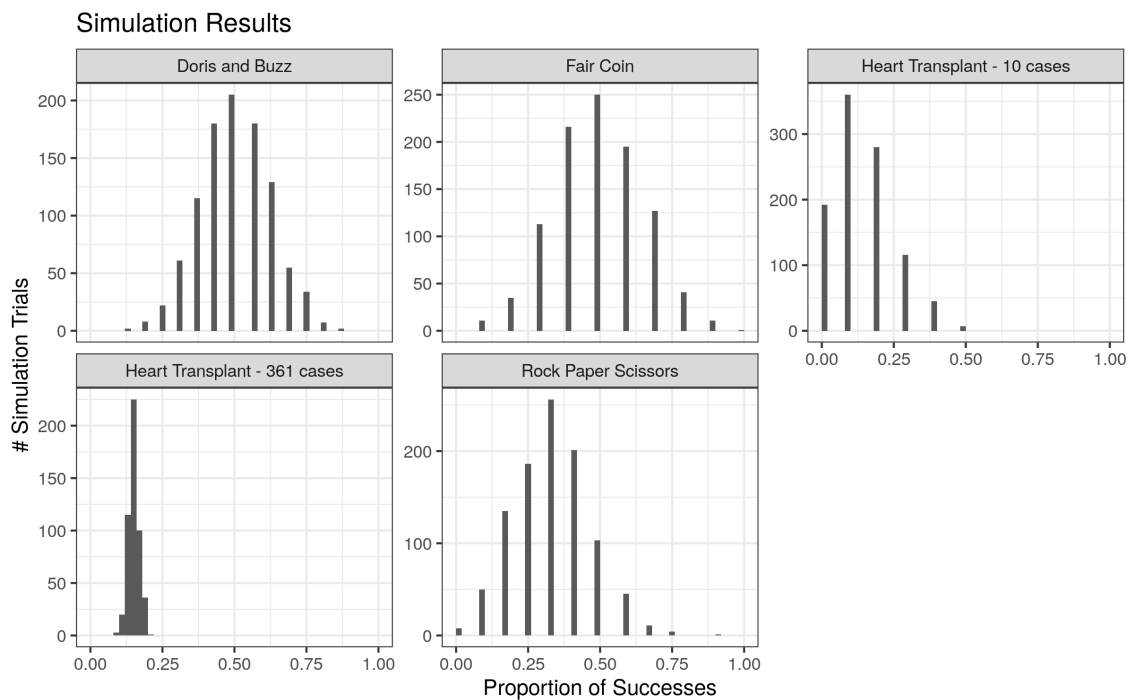 Simulation Results
Doris and Buzz
Fair Coin
Heart Transplant - 10 cases
200
150
100
50
0
250
200
150
100
50
0
300
200
100
0
0.00 0.25 0.50 0.75 1.00
Heart Transplant - 361 cases
Rock Paper Scissors
200
150
100
50
0
200
100
0
0.00 0.25 0.50 0.75 1.00
0.00 0.25 0.50 0.75 1.00
# Simulation Trials
Proportion of Successes